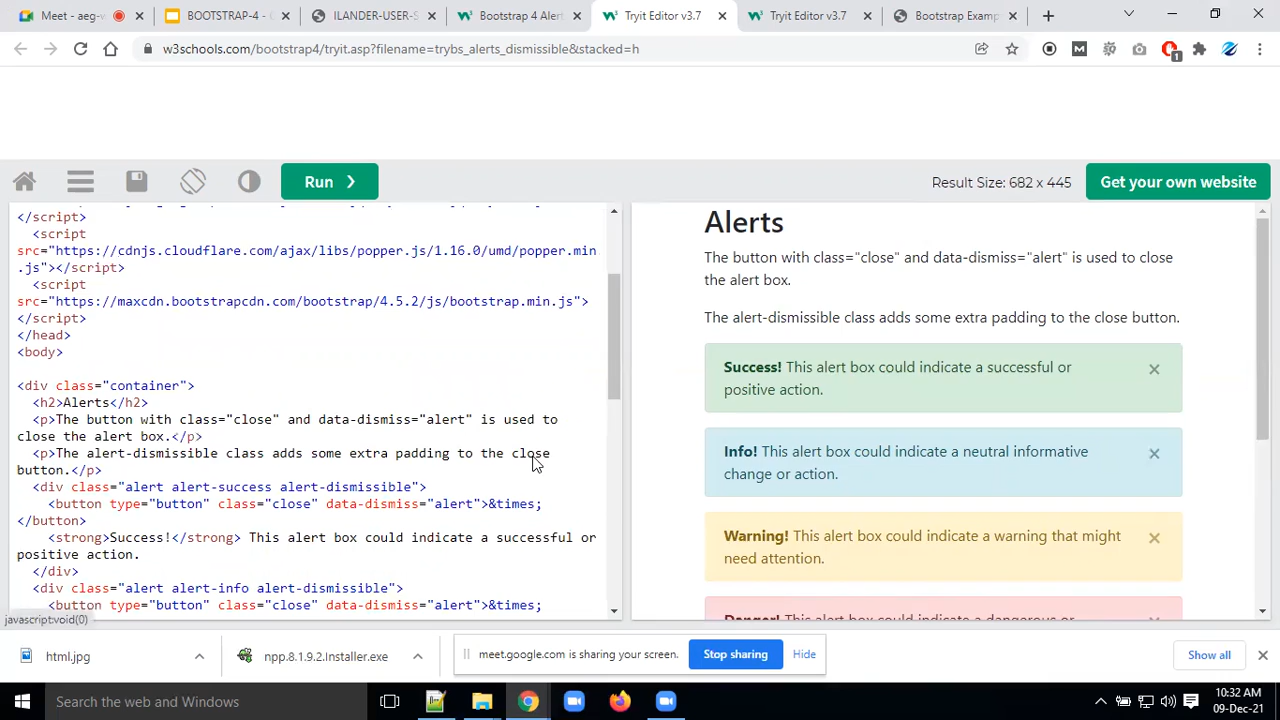 Meet - aeg-v
BOOTSTRAP-4 - G
ILANDER-USER-S
Bootstrap 4 Alert
Tryit Editor v3.7
Tryit Editor v3.7
Bootstrap Examp
w3schools.com/bootstrap4/tryit.asp?filename=trybs_alerts_dismissible&stacked=h
1
Run ❯
Result Size: 682 x 445
Get your own website
</script>
<script
src="https://cdnjs.cloudflare.com/ajax/libs/popper.js/1.16.0/umd/popper.min
.js"></script>
<script
src="https://maxcdn.bootstrapcdn.com/bootstrap/4.5.2/js/bootstrap.min.js">
</script>
</head>
<body>
<div class="container">
<h2>Alerts</h2>
<p>The button with class="close" and data-dismiss="alert" is used to
close the alert box.</p>
<p>The alert-dismissible class adds some extra padding to the close
button.</p>
<div class="alert alert-success alert-dismissible">
<button type="button" class="close" data-dismiss="alert">&times;
</button>
<strong>Success!</strong> This alert box could indicate a successful or
positive action.
</div>
<div class="alert alert-info alert-dismissible">
<button type="button" class="close" data-dismiss="alert">&times;
Alerts
The button with class="close" and data-dismiss="alert" is used to close
the alert box.
The alert-dismissible class adds some extra padding to the close button.
Success! This alert box could indicate a successful or ×
positive action.
Info! This alert box could indicate a neutral informative ×
change or action.
Warning! This alert box could indicate a warning that might ×
need attention.
Danger! This alert box could indicate a dangerous or
javascript:void(0)
html.jpg
npp.8.1.9.2.Installer.exe
meet.google.com is sharing your screen.
Stop sharing
Hide
Show all
Search the web and Windows
10:32 AM
09-Dec-21